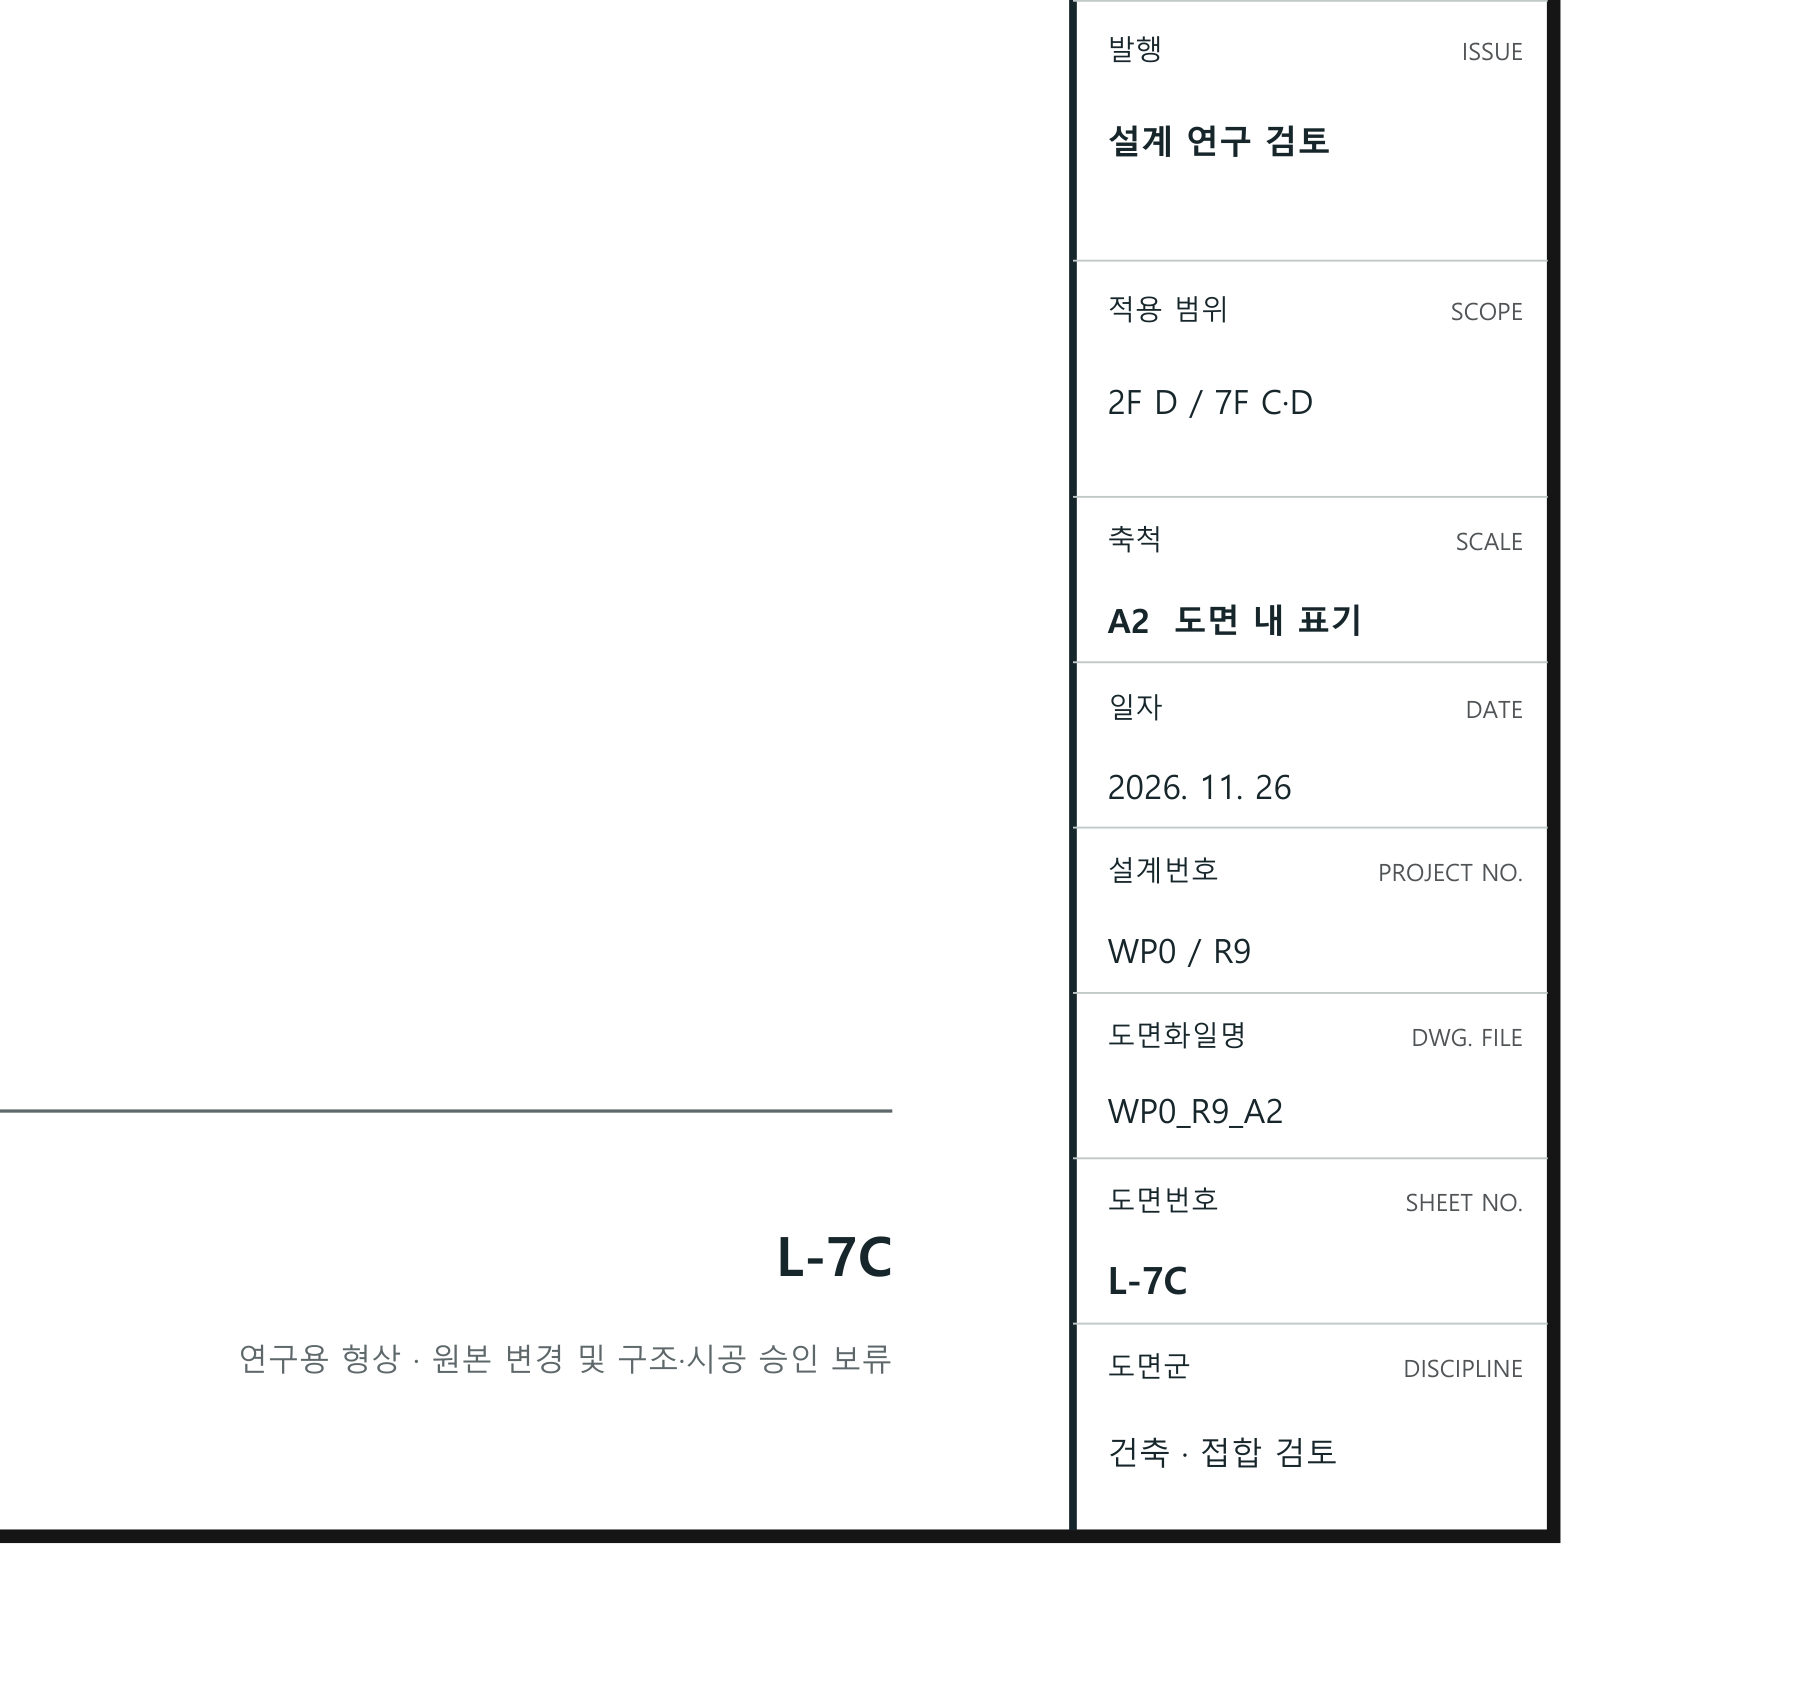 발행 ISSUE
설계 연구 검토
적용 범위 SCOPE
2F D / 7F C·D
축척 SCALE
A2 도면 내 표기
일자 DATE
2026. 11. 26
설계번호 PROJECT NO.
WP0 / R9
도면화일명 DWG. FILE
WP0_R9_A2
도면번호 SHEET NO.
L-7C
도면군 DISCIPLINE
건축 · 접합 검토
L-7C
연구용 형상 · 원본 변경 및 구조·시공 승인 보류